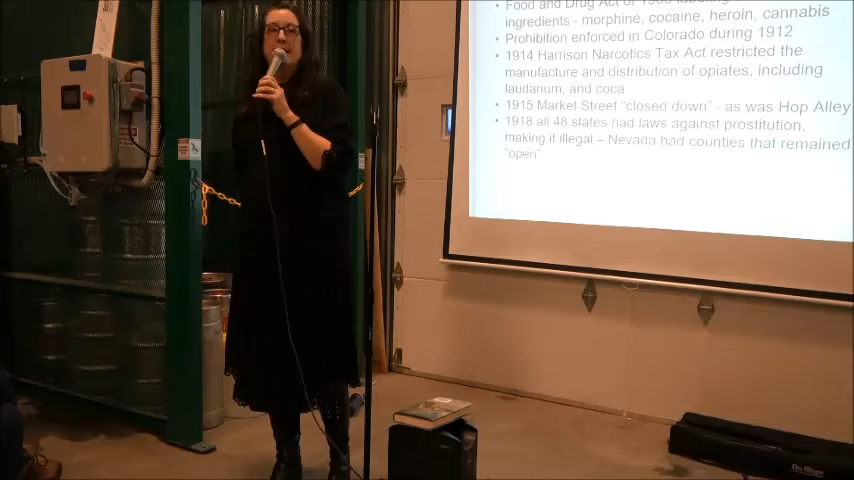 Food and Drug Act of 1906 labeling
ingredients - morphine, cocaine, heroin, cannabis
• Prohibition enforced in Colorado during 1912
• 1914 Harrison Narcotics Tax Act restricted the
manufacture and distribution of opiates, including
laudanum, and coca
• 1915 Market Street "closed down" - as was Hop Alley
• 1918 all 48 states had laws against prostitution,
making it illegal – Nevada had counties that remained
"open"
On-Stage